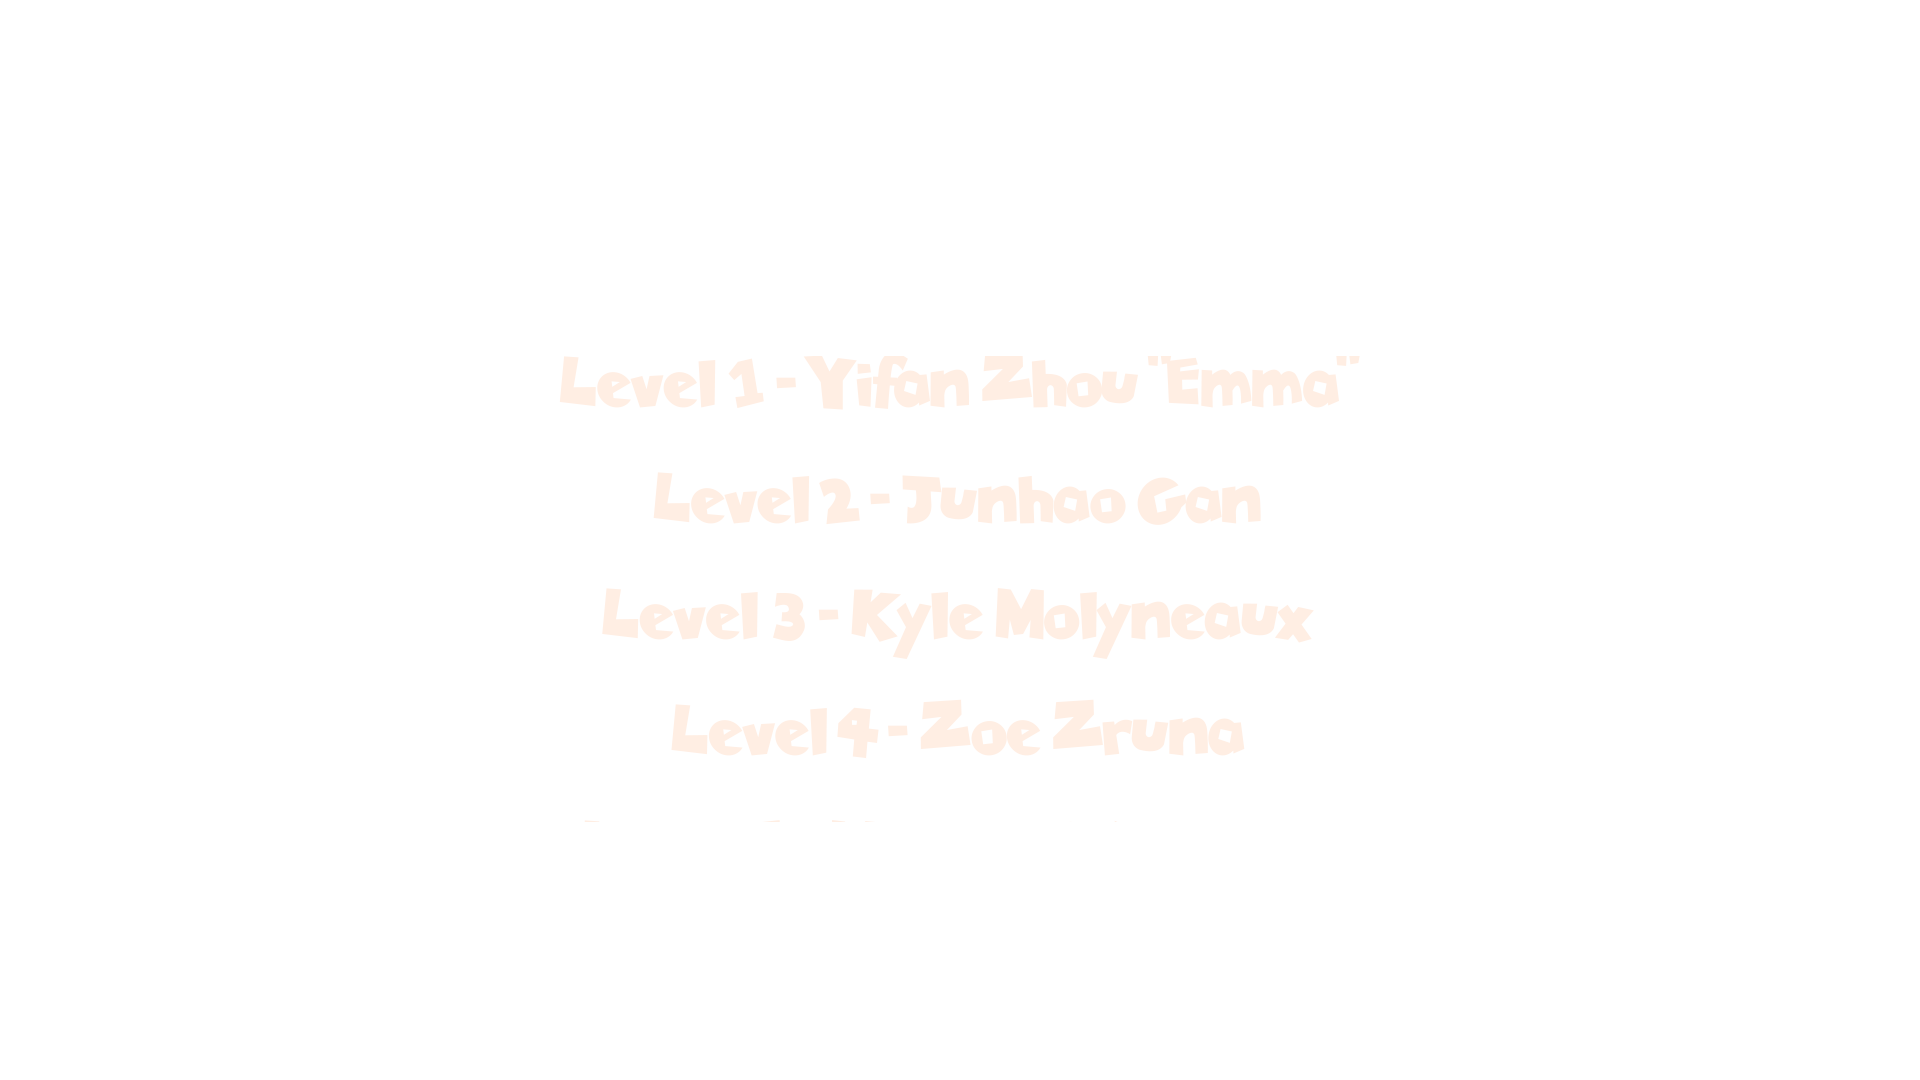 Level 1 - Yifan Zhou "Emma"
Level 2 - Junhao Gan
Level 3 - Kyle Molyneaux
Level 4 - Zoe Zruna